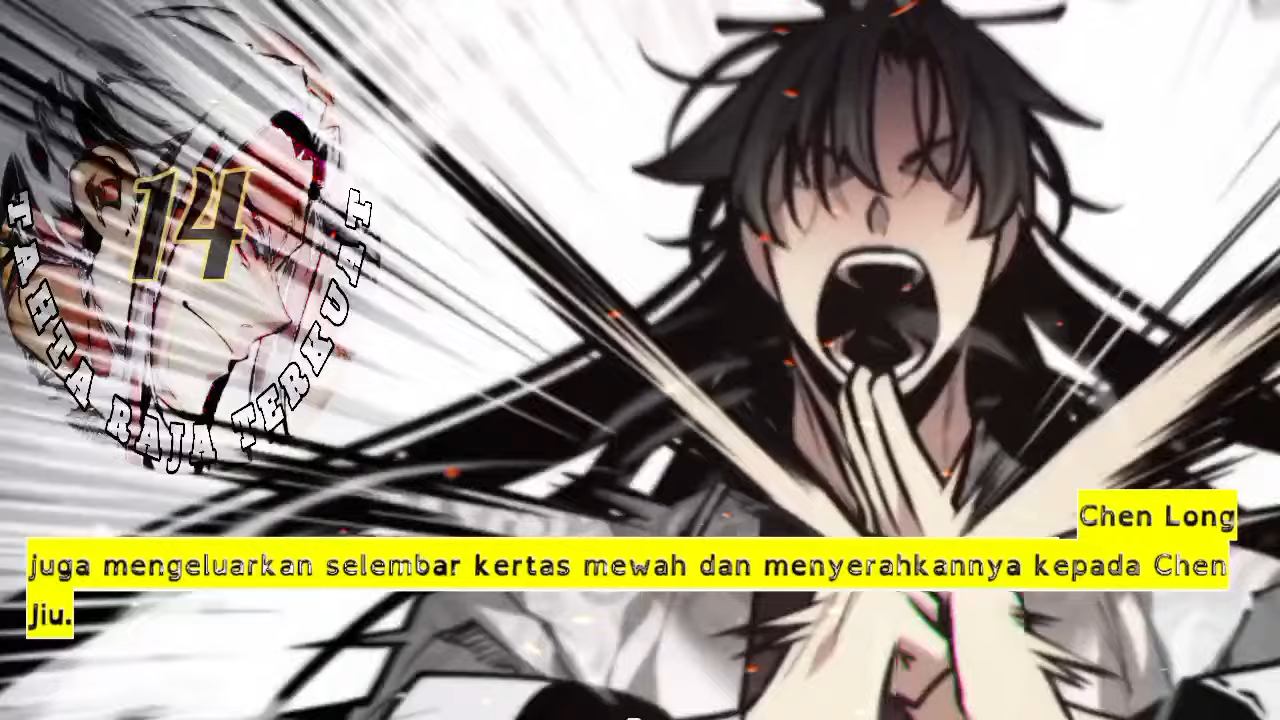 14
TAHTA RAJA TERKUAT
Chen Long
juga mengeluarkan selembar kertas mewah dan menyerahkannya kepada Chen
Jiu.